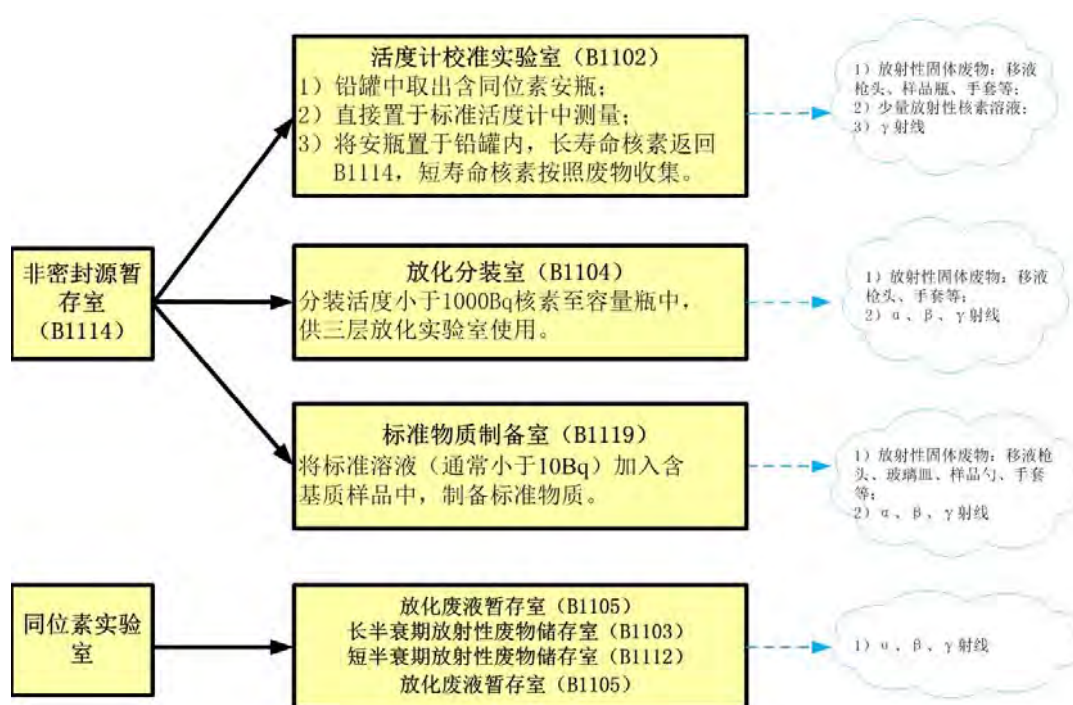 活度计校准实验室（B1102）
1）铅罐中取出含同位素安瓶；
2）直接置于标准活度计中测量；
3）将安瓶置于铅罐内，长寿命核素返回
B1114，短寿命核素按照废物收集。
1）放射性固体废物：移液
枪头、样品瓶、手套等；
2）少量放射性核素溶液；
3）γ射线
非密封源暂
存室
（B1114）
放化分装室（B1104）
分装活度小于1000Bq核素至容量瓶中，
供三层放化实验室使用。
1）放射性固体废物：移液
枪头、手套等；
2）α、β、γ射线
标准物质制备室（B1119）
将标准溶液（通常小于10Bq）加入含
基质样品中，制备标准物质。
1）放射性固体废物：移液枪
头、玻璃皿、样品勺、手套
等；
2）α、β、γ射线
同位素实验
室
放化废液暂存室（B1105）
长半衰期放射性废物储存室（B1103）
短半衰期放射性废物储存室（B1112）
放化废液暂存室（B1105）
1）α、β、γ射线